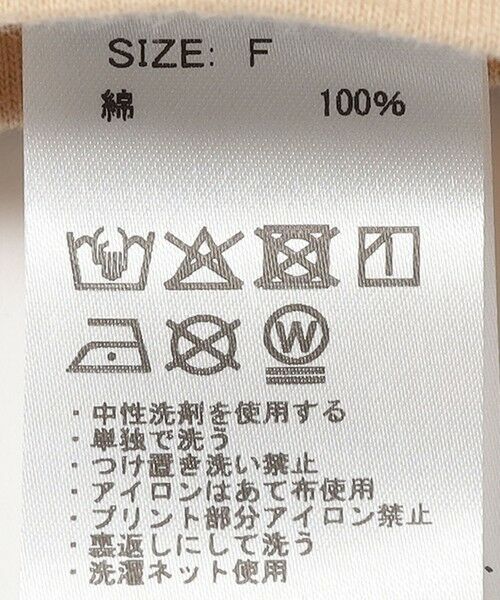 SIZE: F
綿 100%
W
・中性洗剤を使用する
・単独で洗う
・つけ置き洗い禁止
・アイロンはあて布使用
・プリント部分アイロン禁止
・裏返しにして洗う
・洗濯ネット使用